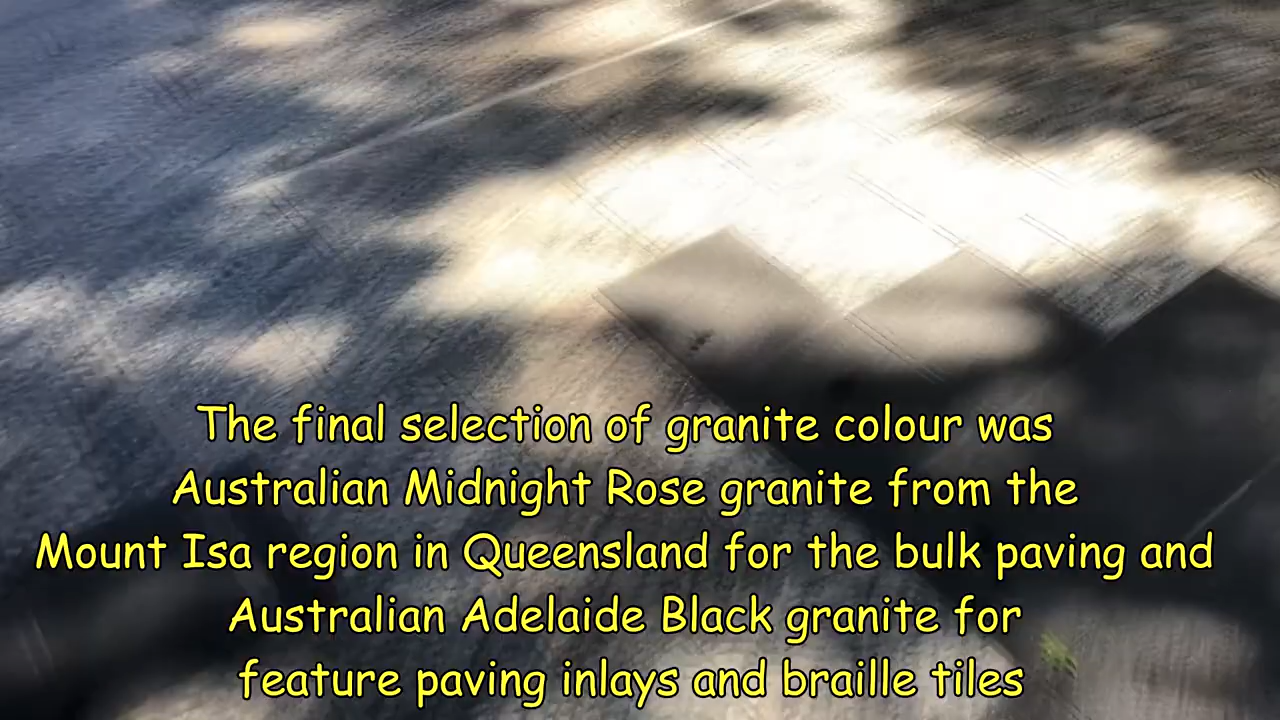 The final selection of granite colour was
Australian Midnight Rose granite from the
Mount Isa region in Queensland for the bulk paving and
Australian Adelaide Black granite for
feature paving inlays and braille tiles